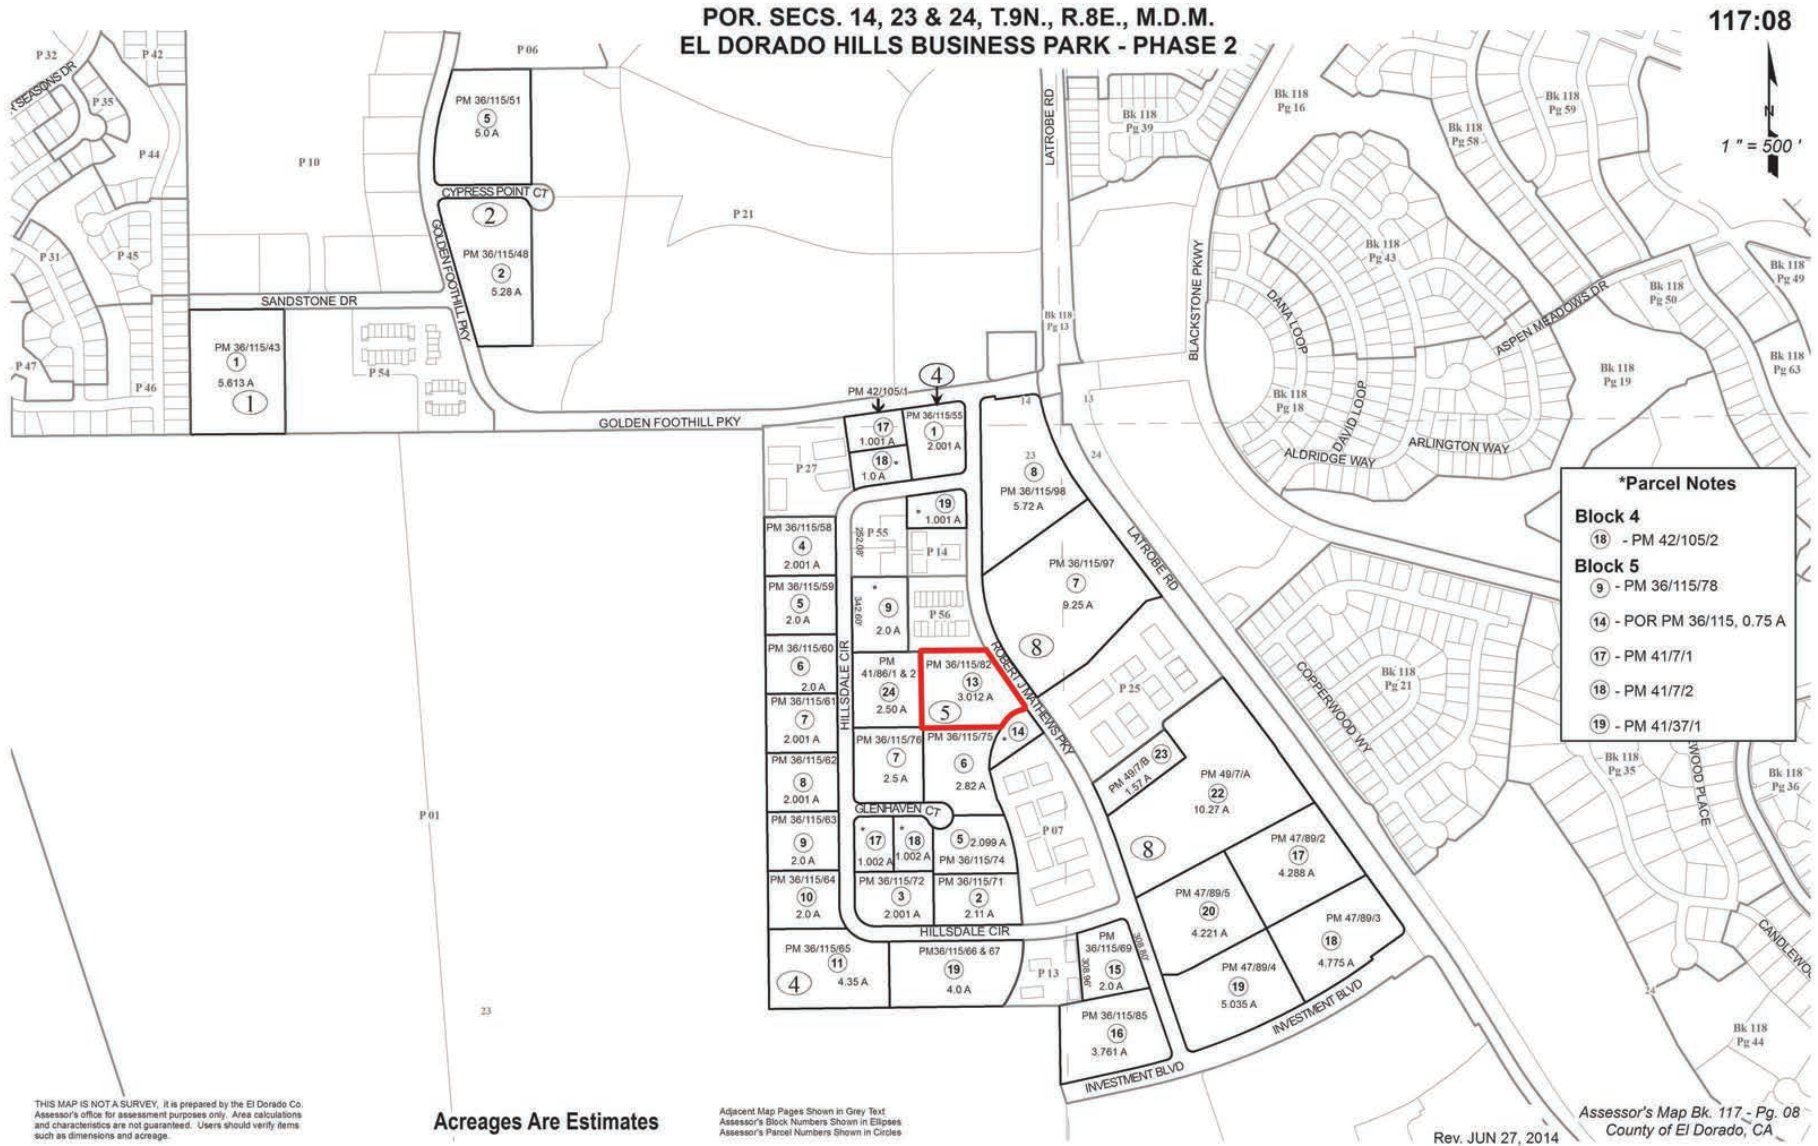 POR. SECS. 14, 23 & 24, T.9N., R.8E., M.D.M.
EL DORADO HILLS BUSINESS PARK - PHASE 2
117:08
N
1 " = 500 '
P 32
P 42
SEASONS DR
P 35
P 44
P 10
P 06
PM 36/115/51
5
5.0 A
CYPRESS POINT CT
2
PM 36/115/48
2
5.28 A
GOLDEN FOOTHILL PKY
P 21
P 31
P 45
SANDSTONE DR
PM 36/115/43
1
5.613 A
1
P 47
P 46
P 54
GOLDEN FOOTHILL PKY
LATROBE RD
Bk 118
Pg 39
Bk 118
Pg 16
Bk 118
Pg 58
Bk 118
Pg 59
Bk 118
Pg 43
Bk 118
Pg 49
Bk 118
Pg 50
Bk 118
Pg 13
BLACKSTONE PKWY
DANA LOOP
ASPEN MEADOWS DR
Bk 118
Pg 63
Bk 118
Pg 19
Bk 118
Pg 18
DAVID LOOP
ARLINGTON WAY
ALDRIDGE WAY
4
PM 42/105/1
17
1.001 A
PM 36/115/55
1
2.001 A
18 *
1.0 A
14
13
23
24
8
PM 36/115/98
5.72 A
P 27
* 19
1.001 A
P 55
P 14
252.08'
PM 36/115/58
4
2.001 A
PM 36/115/97
7
9.25 A
LATROBE RD
PM 36/115/59
5
2.0 A
342.60'
*
9
2.0 A
P 56
8
PM 36/115/60
6
2.0 A
HILLSDALE CIR
PM
41/86/1 & 2
24
2.50 A
PM 36/115/82
13
3.012 A
5
ROBERT J MATHEWS PKY
P 25
COPPERWOOD WY
Bk 118
Pg 21
PM 36/115/61
7
2.001 A
PM 36/115/76
7
2.5 A
PM 36/115/75
6
2.82 A
* 14
PM 49/7/B
23
1.57 A
PM 49/7/A
22
10.27 A
PM 36/115/62
8
2.001 A
GLENHAVEN CT
P 01
PM 36/115/63
9
2.0 A
*
17
1.002 A
*
18
1.002 A
5 2.099 A
PM 36/115/74
P 07
8
PM 47/89/2
17
4.288 A
PM 36/115/64
10
2.0 A
PM 36/115/72
3
2.001 A
PM 36/115/71
2
2.11 A
PM 47/89/5
20
4.221 A
PM 47/89/3
18
4.775 A
HILLSDALE CIR
PM 36/115/65
11
4.35 A
4
PM36/115/66 & 67
19
4.0 A
P 13
PM
36/115/69
15
2.0 A
308.96'
308.80'
PM 47/89/4
19
5.035 A
INVESTMENT BLVD
PM 36/115/85
16
3.761 A
INVESTMENT BLVD
23
*Parcel Notes
Block 4
18 - PM 42/105/2
Block 5
9 - PM 36/115/78
14 - POR PM 36/115, 0.75 A
17 - PM 41/7/1
18 - PM 41/7/2
19 - PM 41/37/1
Bk 118
Pg 35
WOOD PLACE
Bk 118
Pg 36
24
Bk 118
Pg 44
THIS MAP IS NOT A SURVEY, it is prepared by the El Dorado Co.
Assessor's office for assessment purposes only. Area calculations
and characteristics are not guaranteed. Users should verify items
such as dimensions and acreage.
Acreages Are Estimates
Adjacent Map Pages Shown in Grey Text
Assessor's Block Numbers Shown in Ellipses
Assessor's Parcel Numbers Shown in Circles
Rev. JUN 27, 2014
Assessor's Map Bk. 117 - Pg. 08
County of El Dorado, CA